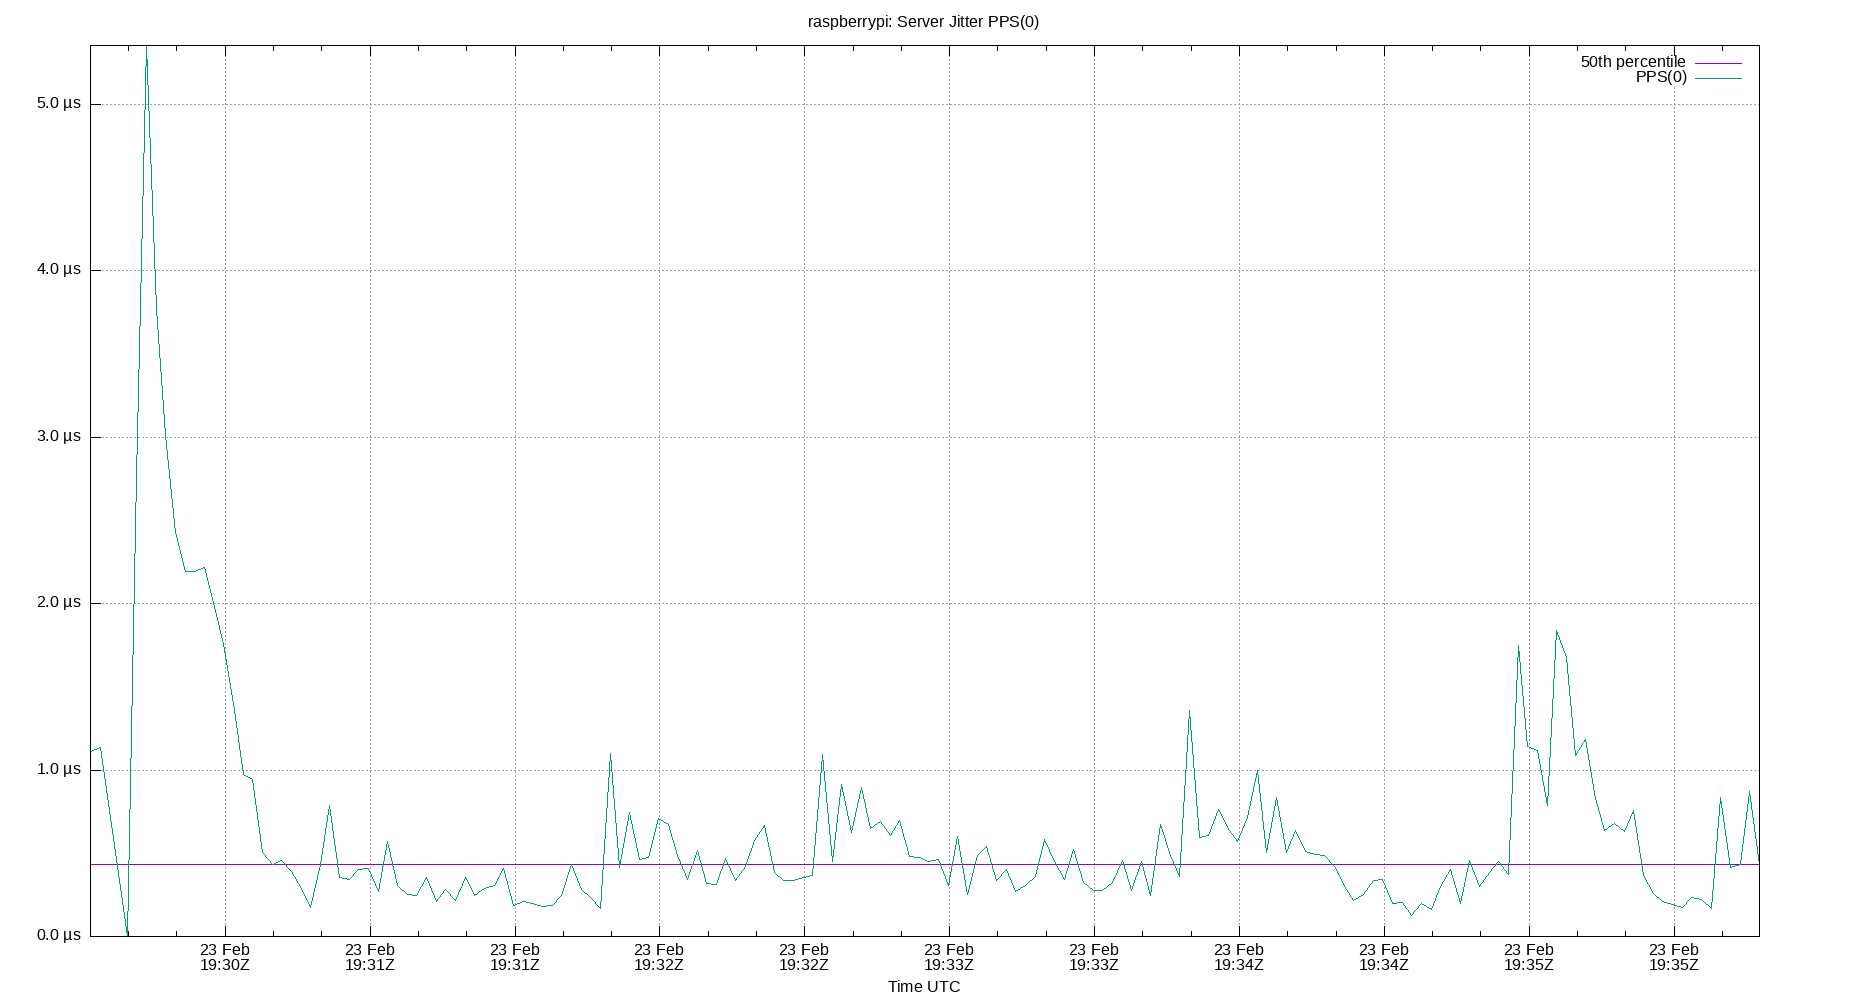 raspberrypi: Server Jitter PPS(0)
50th percentile
PPS(0)
5.0 µs
4.0 µs
3.0 µs
2.0 µs
1.0 µs
0.0 µs
23 Feb 23 Feb 23 Feb 23 Feb 23 Feb 23 Feb 23 Feb 23 Feb 23 Feb 23 Feb 23 Feb
19:30Z 19:31Z 19:31Z 19:32Z 19:32Z 19:33Z 19:33Z 19:34Z 19:34Z 19:35Z 19:35Z
Time UTC